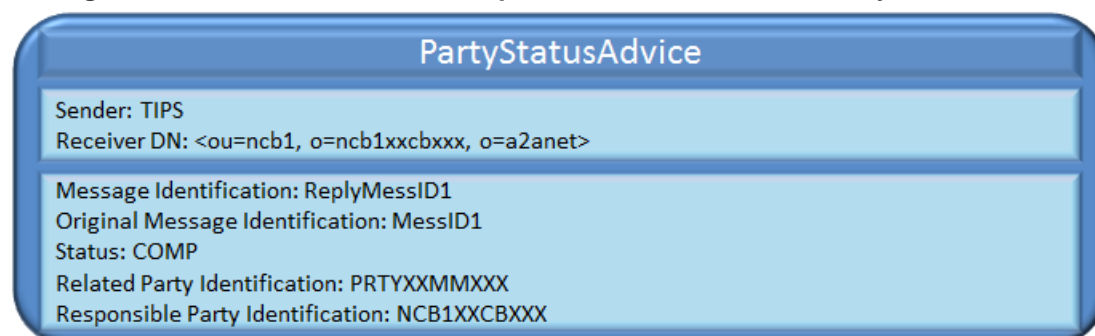 PartyStatusAdvice
Sender: TIPS
Receiver DN: <ou=ncb1, o=ncb1xxcbxxx, o=a2anet>
Message Identification: ReplyMessID1
Original Message Identification: MessID1
Status: COMP
Related Party Identification: PRTYXXMMXXX
Responsible Party Identification: NCB1XXCBXXX